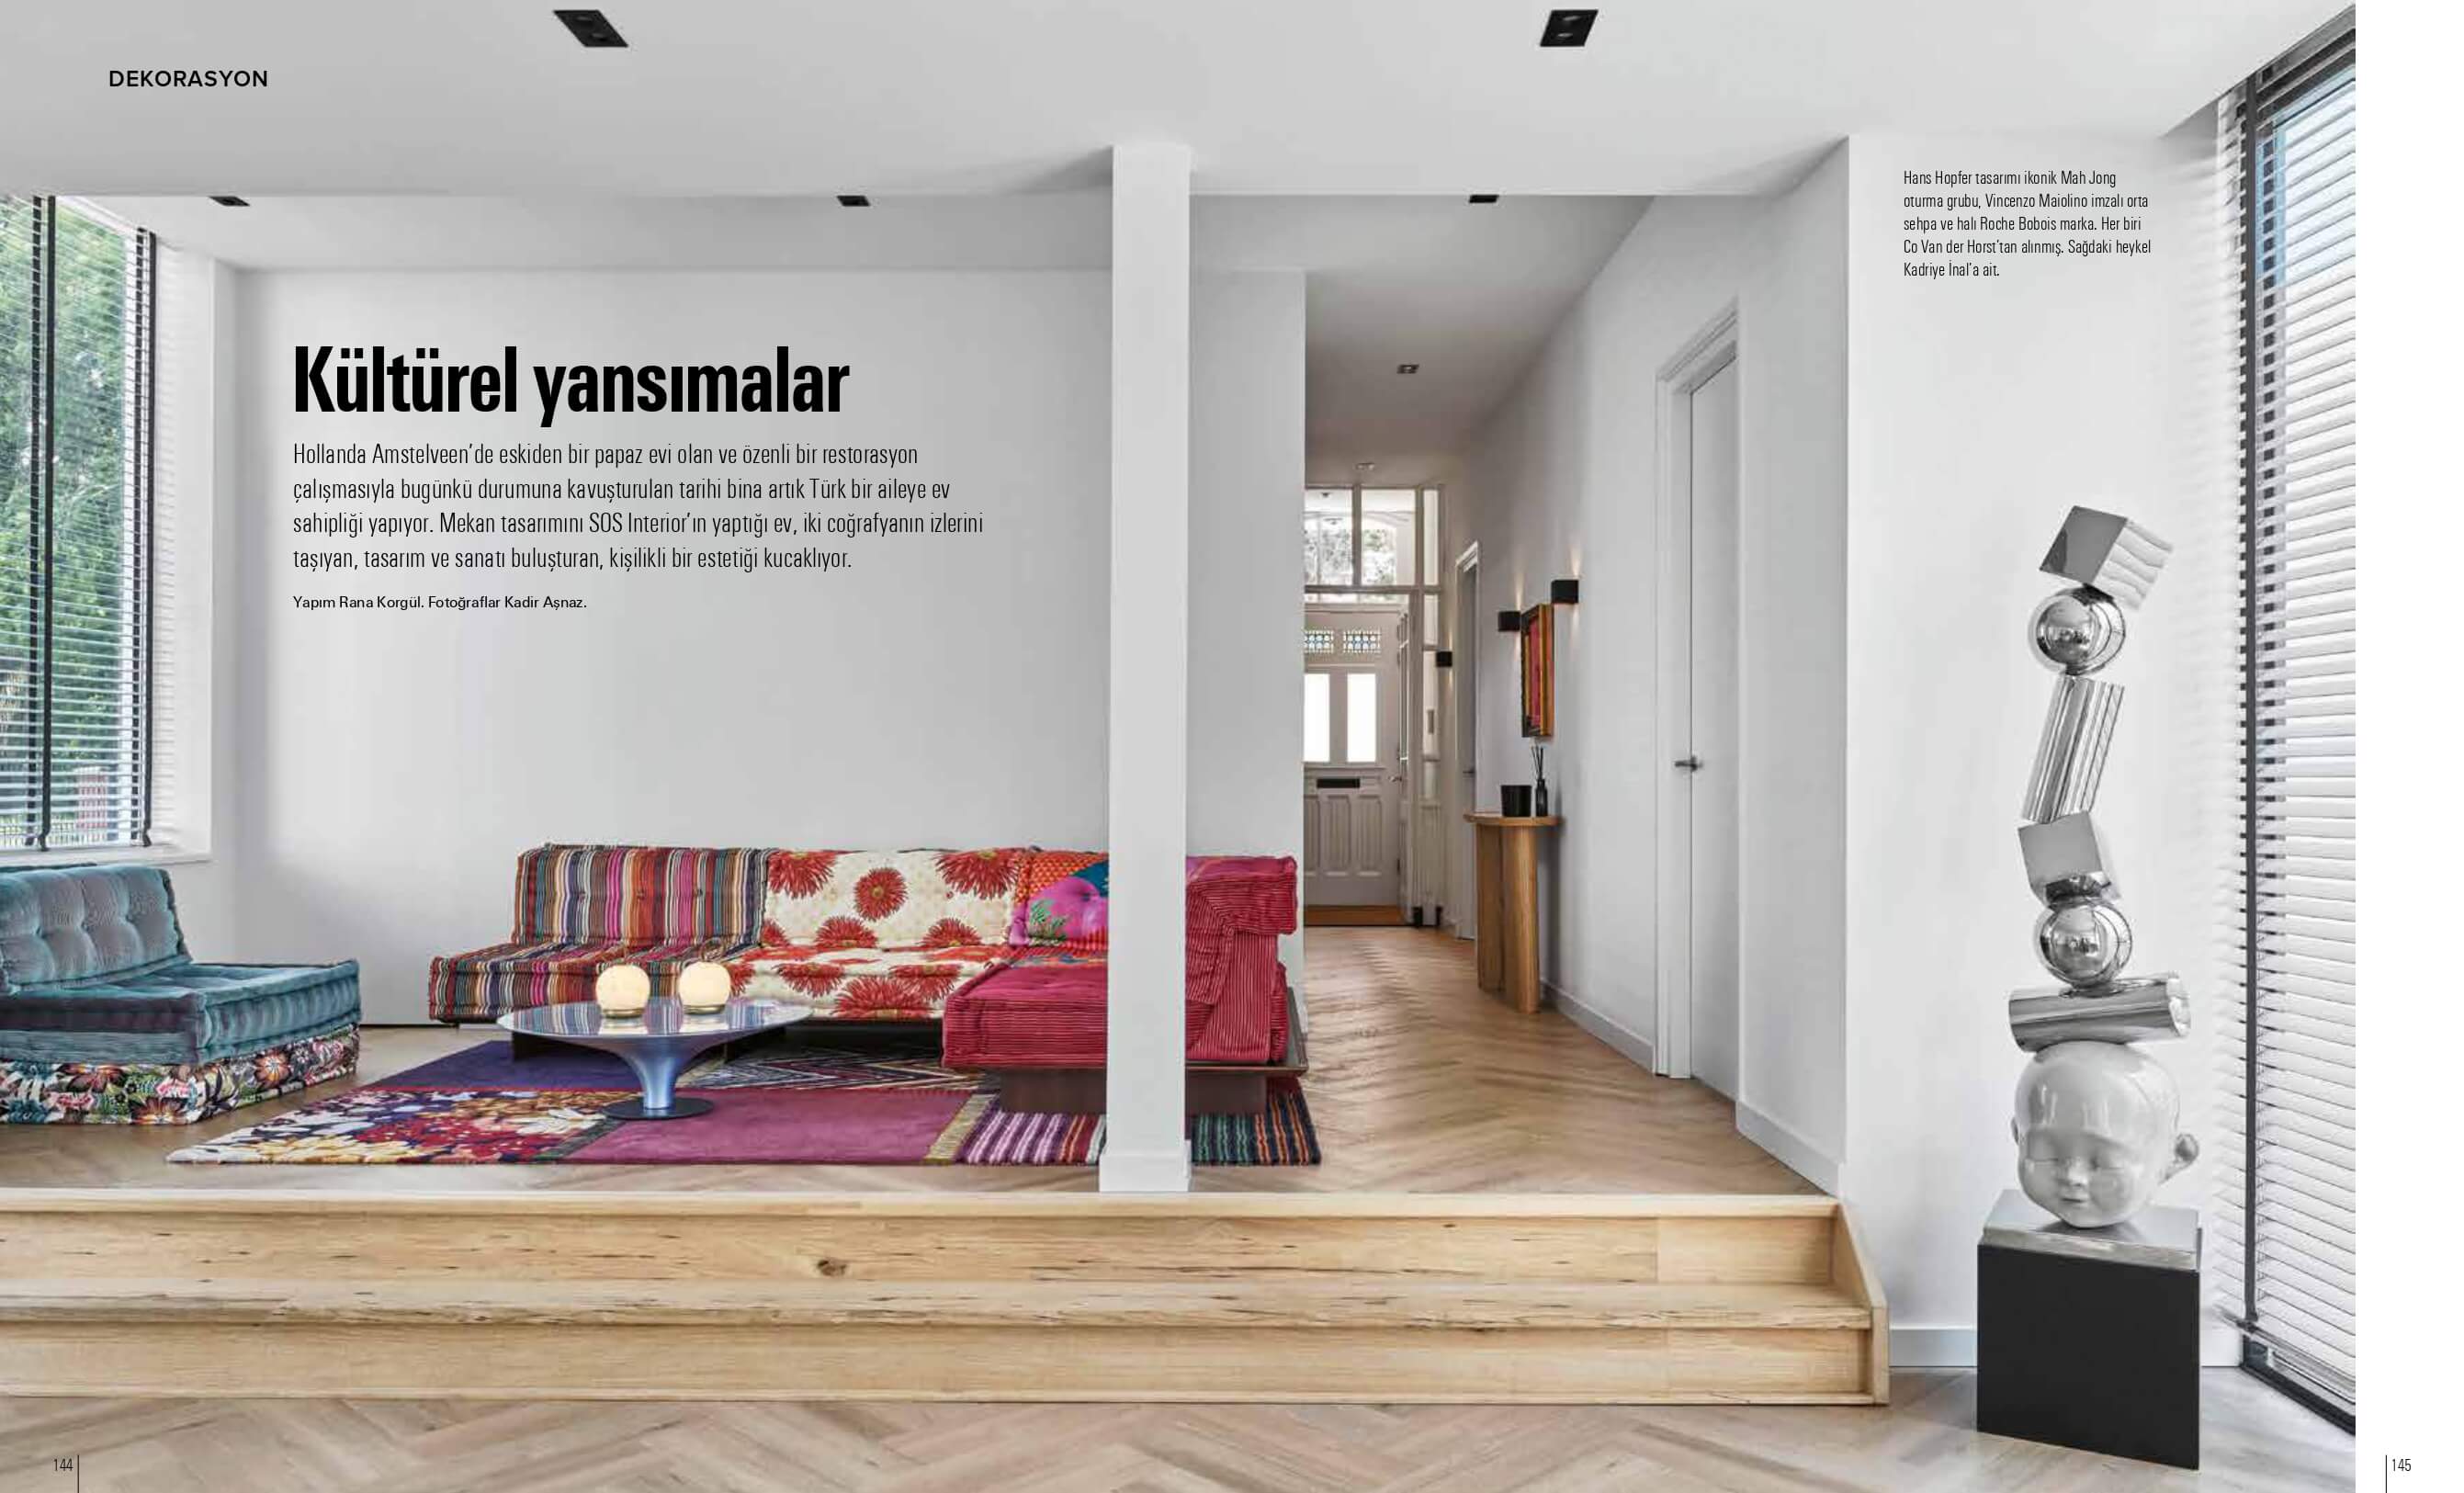 DEKORASYON
Kültürel yansımalar
Hollanda Amstelveen’de eskiden bir papaz evi olan ve özenli bir restorasyon
çalışmasıyla bugünkü durumuna kavuşturulan tarihi bina artık Türk bir aileye ev
sahipliği yapıyor. Mekan tasarımını SOS Interior’ın yaptığı ev, iki coğrafyanın izlerini
taşıyan, tasarım ve sanatı buluşturan, kişilikli bir estetiği kucaklıyor.
Yapım Rana Korgül. Fotoğraflar Kadir Aşnaz.
Hans Hopfer tasarımı ikonik Mah Jong
oturma grubu, Vincenzo Maiolino imzalı orta
sehpa ve halı Roche Bobois marka. Her biri
Co Van der Horst’tan alınmış. Sağdaki heykel
Kadriye İnal’a ait.
144
145